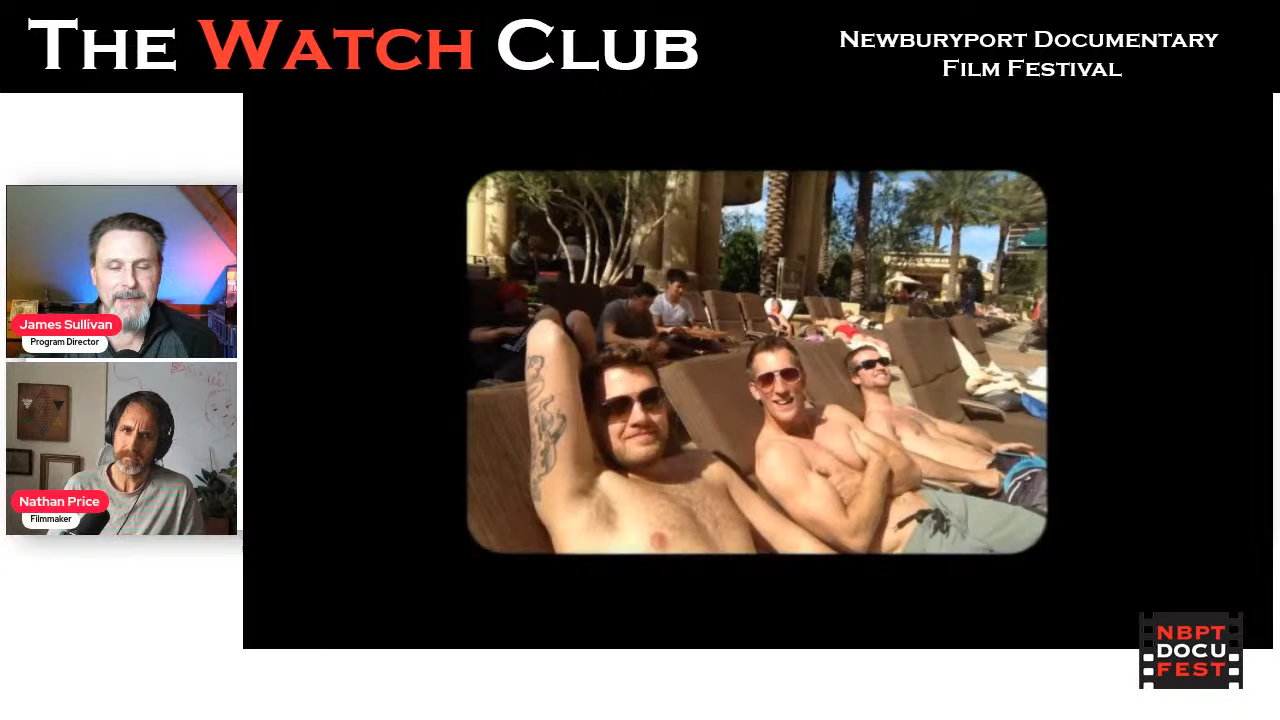 The Watch Club
Newburyport Documentary
Film Festival
James Sullivan
Program Director
Nathan Price
Filmmaker
NBPT
DOCU
FEST